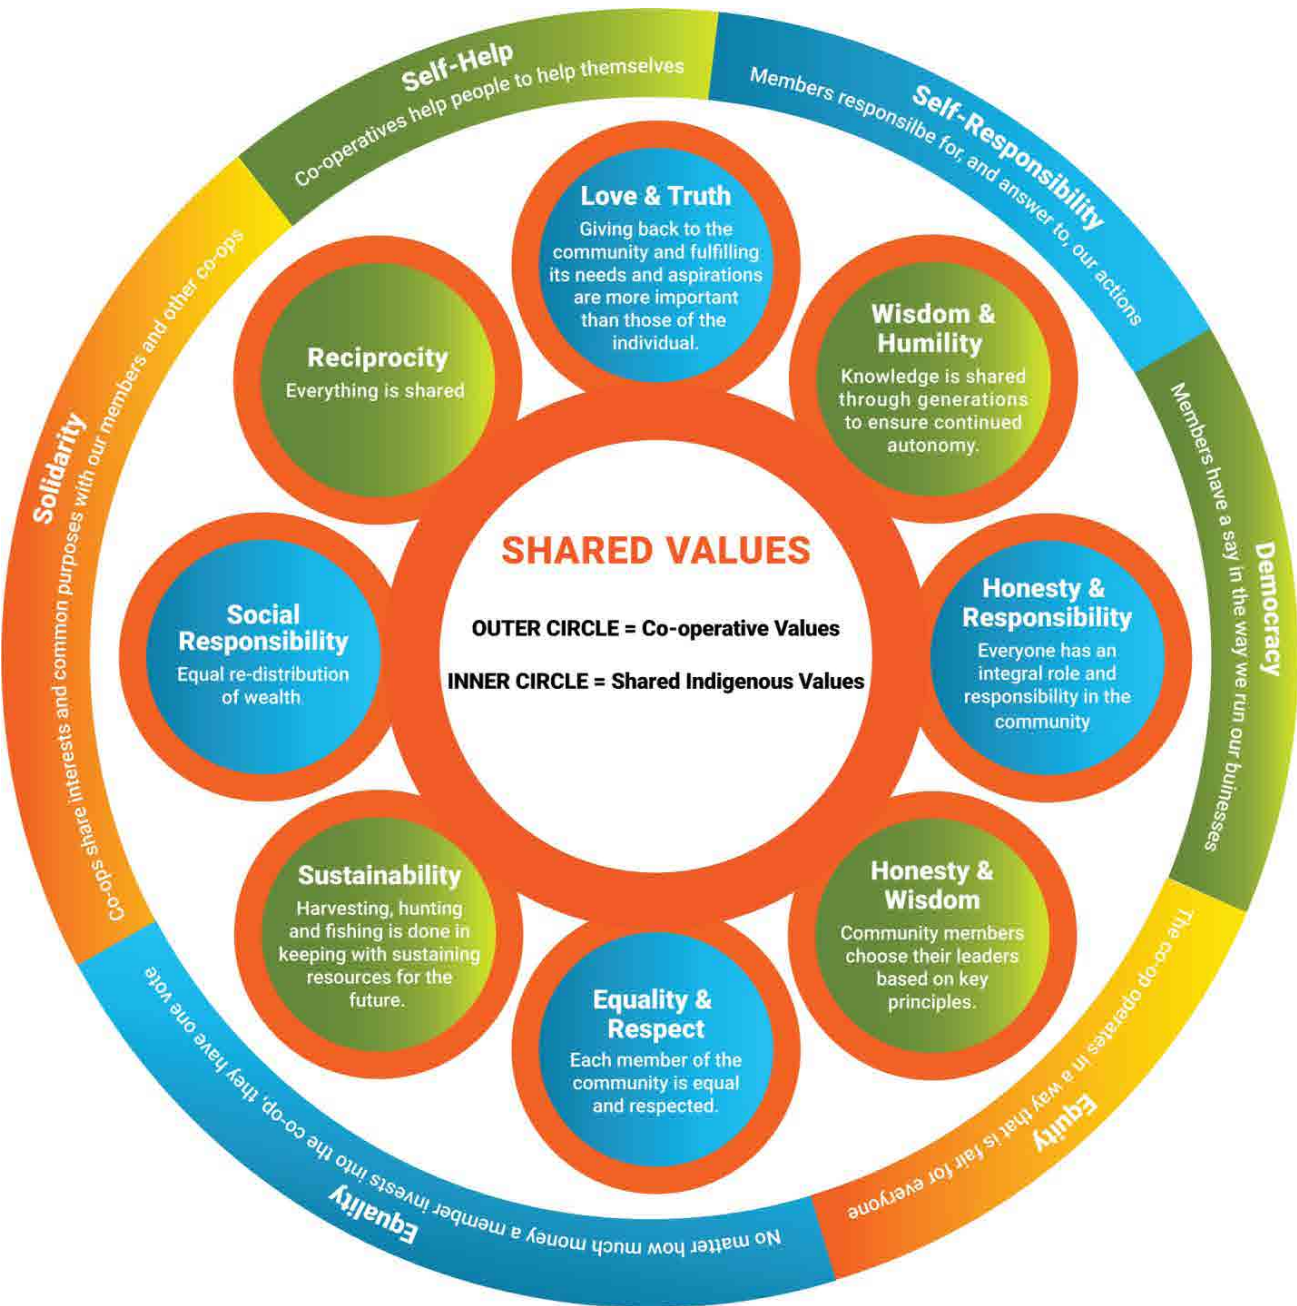 Self-Help
Co-operatives help people to help themselves
Self-Responsibility
Members responsilbe for, and answer to, our actions
Democracy
Members have a say in the way we run our buinesses
Equity
The co-op operates in a way that is fair for everyone
Equality
No matter how much money a member invests into the co-op, they have one vote
Solidarity
Co-ops share interests and common purposes with our members and other co-ops
Love & Truth
Giving back to the
community and fulfilling
its needs and aspirations
are more important
than those of the
individual.
Wisdom &
Humility
Knowledge is shared
through generations
to ensure continued
autonomy.
Honesty &
Responsibility
Everyone has an
integral role and
responsibility in the
community
Honesty &
Wisdom
Community members
choose their leaders
based on key
principles.
Equality &
Respect
Each member of the
community is equal
and respected.
Sustainability
Harvesting, hunting
and fishing is done in
keeping with sustaining
resources for the
future.
Social
Responsibility
Equal re-distribution
of wealth
Reciprocity
Everything is shared
SHARED VALUES
OUTER CIRCLE = Co-operative Values
INNER CIRCLE = Shared Indigenous Values